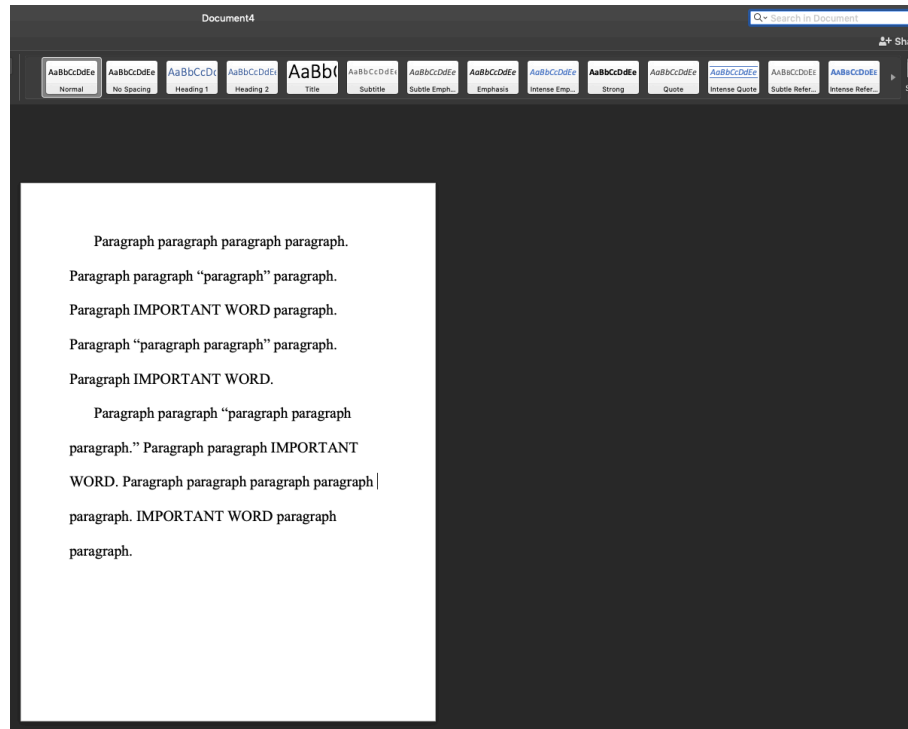 Document4
Search in Document
Sha
AaBbCcDdEe AaBbCcDdEe AaBbCcDc AaBbCcDdEe AaBb( AaBbCcDdEe AaBbCcDdEe AaBbCcDdEe AaBbCcDdEe AaBbCcDdEe AaBbCcDdEe AaBbCcDdEe AaBbCcDdEe AaBbCcDdEe
Normal No Spacing Heading 1 Heading 2 Title Subtitle Subtle Emph... Emphasis Intense Emp... Strong Quote Intense Quote Subtle Refer... Intense Refer...
Paragraph paragraph paragraph paragraph.
Paragraph paragraph “paragraph” paragraph.
Paragraph IMPORTANT WORD paragraph.
Paragraph “paragraph paragraph” paragraph.
Paragraph IMPORTANT WORD.
Paragraph paragraph “paragraph paragraph
paragraph.” Paragraph paragraph IMPORTANT
WORD. Paragraph paragraph paragraph paragraph
paragraph. IMPORTANT WORD paragraph
paragraph.